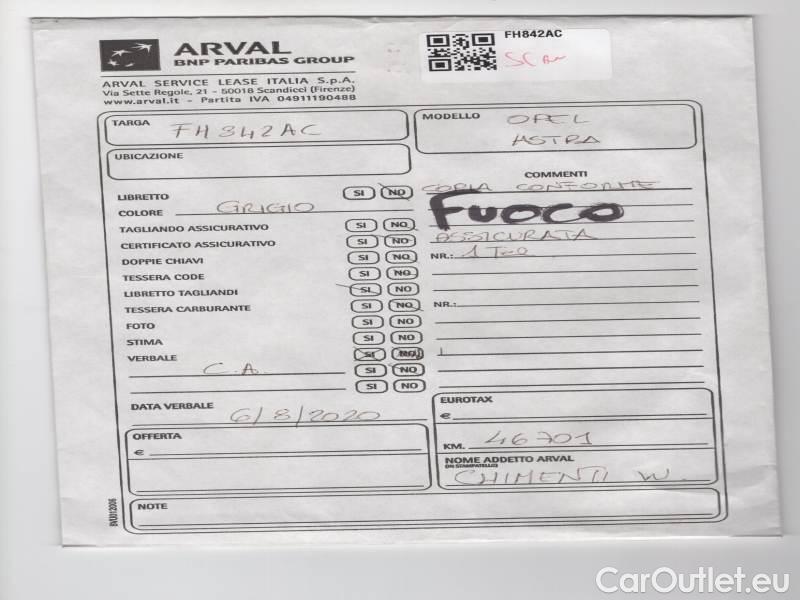 ARVAL
BNP PARIBAS GROUP
FH842AC
SCAN
ARVAL SERVICE LEASE ITALIA S.p.A.
Via Sette Regole, 21 - 50018 Scandicci (Firenze)
www.arval.it - Partita IVA 04911190488
TARGA FH842AC
MODELLO OPEL
ASTRA
UBICAZIONE
COMMENTI
LIBRETTO SI NO COPIA CONFORME
COLORE GRIGIO FUOCO
TAGLIANDO ASSICURATIVO SI NO
CERTIFICATO ASSICURATIVO SI NO ASSICURATA
DOPPIE CHIAVI SI NO NR.: 1
TESSERA CODE SI NO
LIBRETTO TAGLIANDI SI NO
TESSERA CARBURANTE SI NO NR.:
FOTO SI NO
STIMA SI NO
VERBALE SI NO
C.A. SI NO
SI NO
DATA VERBALE 6/8/2020
EUROTAX
€
OFFERTA
€
KM. 46701
NOME ADDETTO ARVAL
(IN STAMPATELLO)
CHIMENTI W.
NOTE
BV2012006
CarOutlet.eu